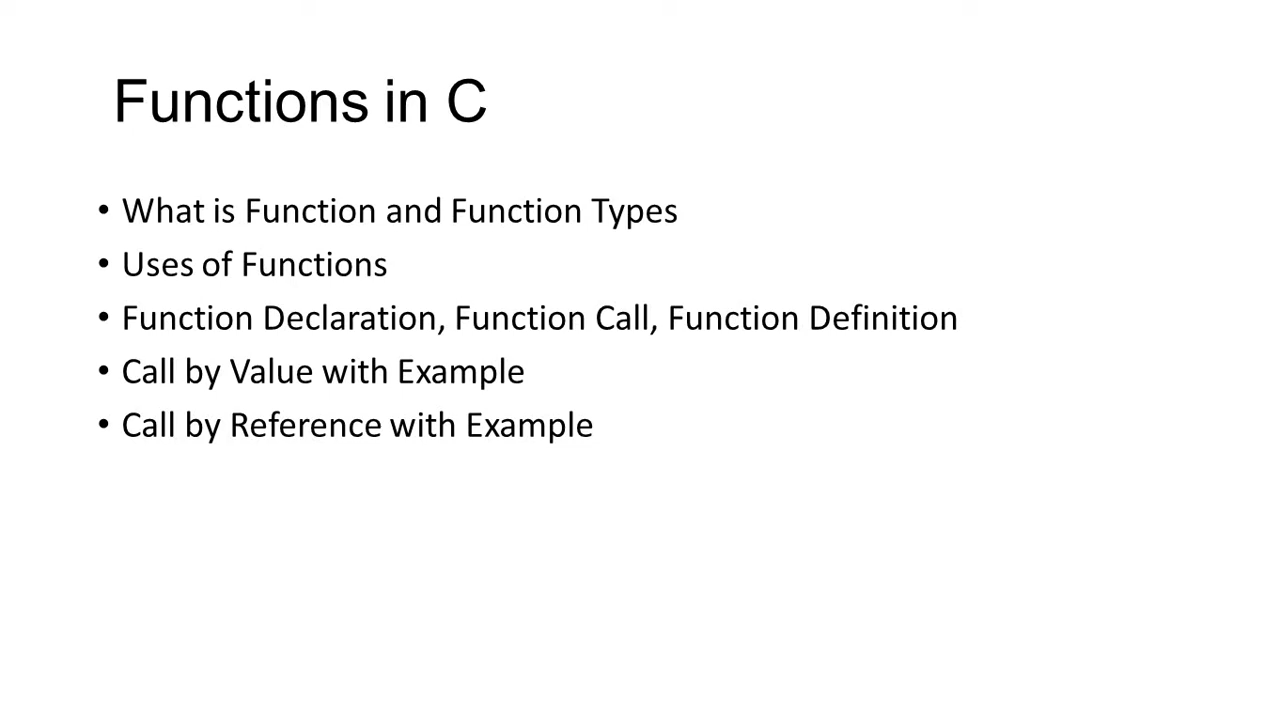 Functions in C
• What is Function and Function Types
• Uses of Functions
• Function Declaration, Function Call, Function Definition
• Call by Value with Example
• Call by Reference with Example